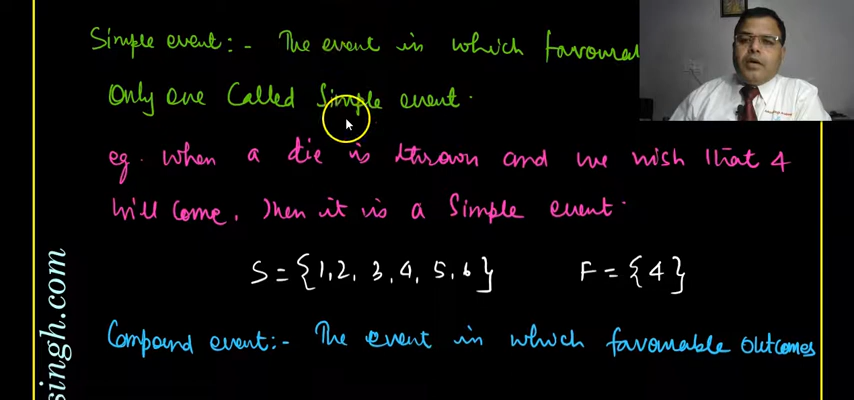 Simple event:- The event in which favourable
Only one Called Simple event.
eg. when a die is thrown and we wish that 4
will come, Then it is a Simple event.
S = {1, 2, 3, 4, 5, 6} F = {4}
Compound event:- The event in which favourable outcomes
singh.com